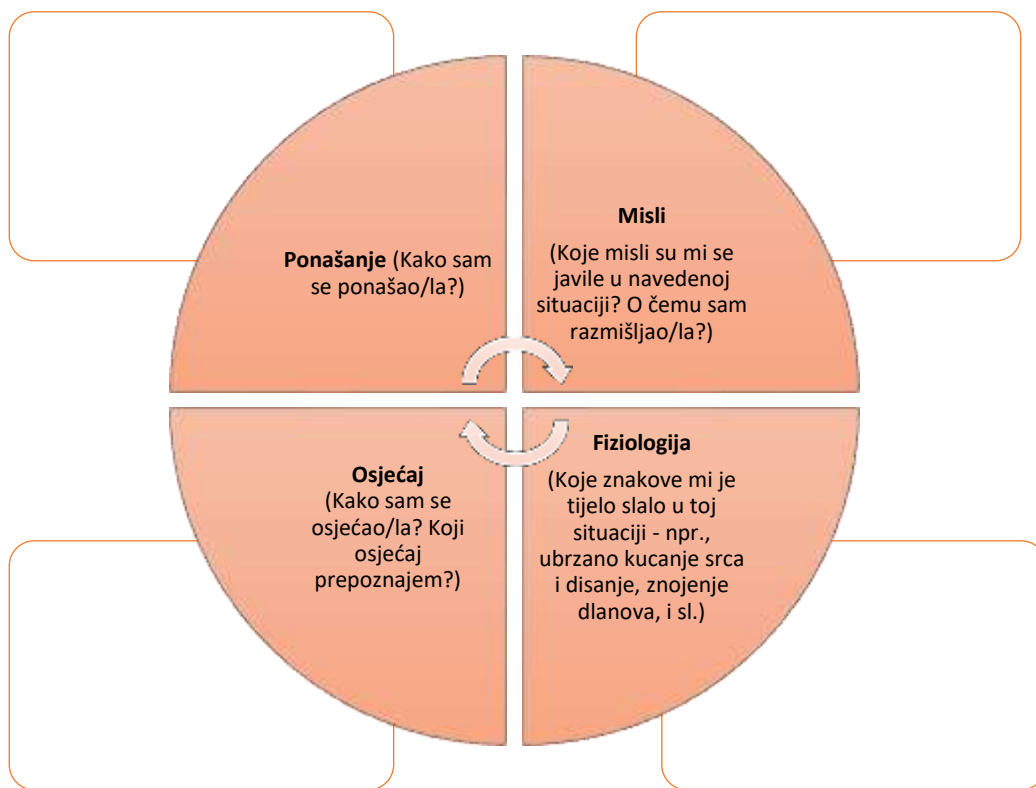 Ponašanje (Kako sam
se ponašao/la?)
Misli
(Koje misli su mi se
javile u navedenoj
situaciji? O čemu sam
razmišljao/la?)
Osjećaj
(Kako sam se
osjećao/la? Koji
osjećaj
prepoznajem?)
Fiziologija
(Koje znakove mi je
tijelo slalo u toj
situaciji - npr.,
ubrzano kucanje srca
i disanje, znojenje
dlanova, i sl.)